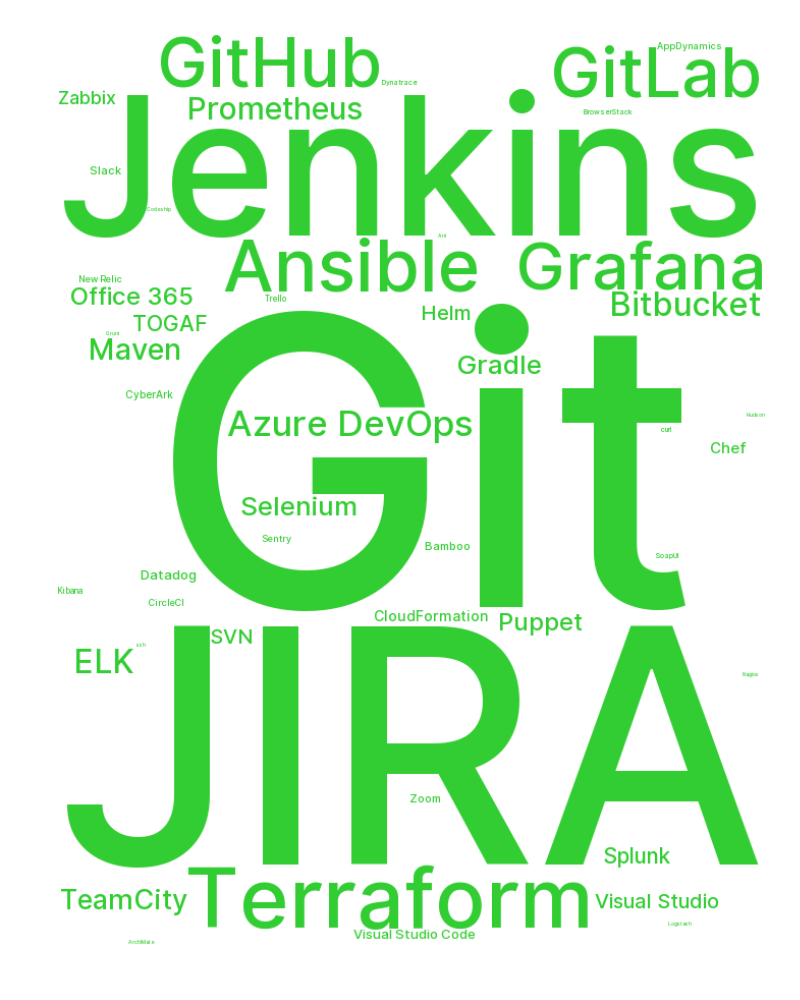 GitHub
AppDynamics
GitLab
Dynatrace
Zabbix
Prometheus
BrowserStack
Jenkins
Slack
Codeship
Ant
Ansible
Grafana
New Relic
Office 365
Trello
Bitbucket
Helm
TOGAF
Grunt
Maven
Gradle
Git
CyberArk
Azure DevOps
Hudson
curl
Chef
Selenium
Sentry
Bamboo
SoapUI
Datadog
Kibana
CircleCI
CloudFormation
Puppet
SVN
ELK
Nagios
JIRA
Zoom
Splunk
Terraform
TeamCity
Visual Studio
Logstash
Visual Studio Code
ArchiMate